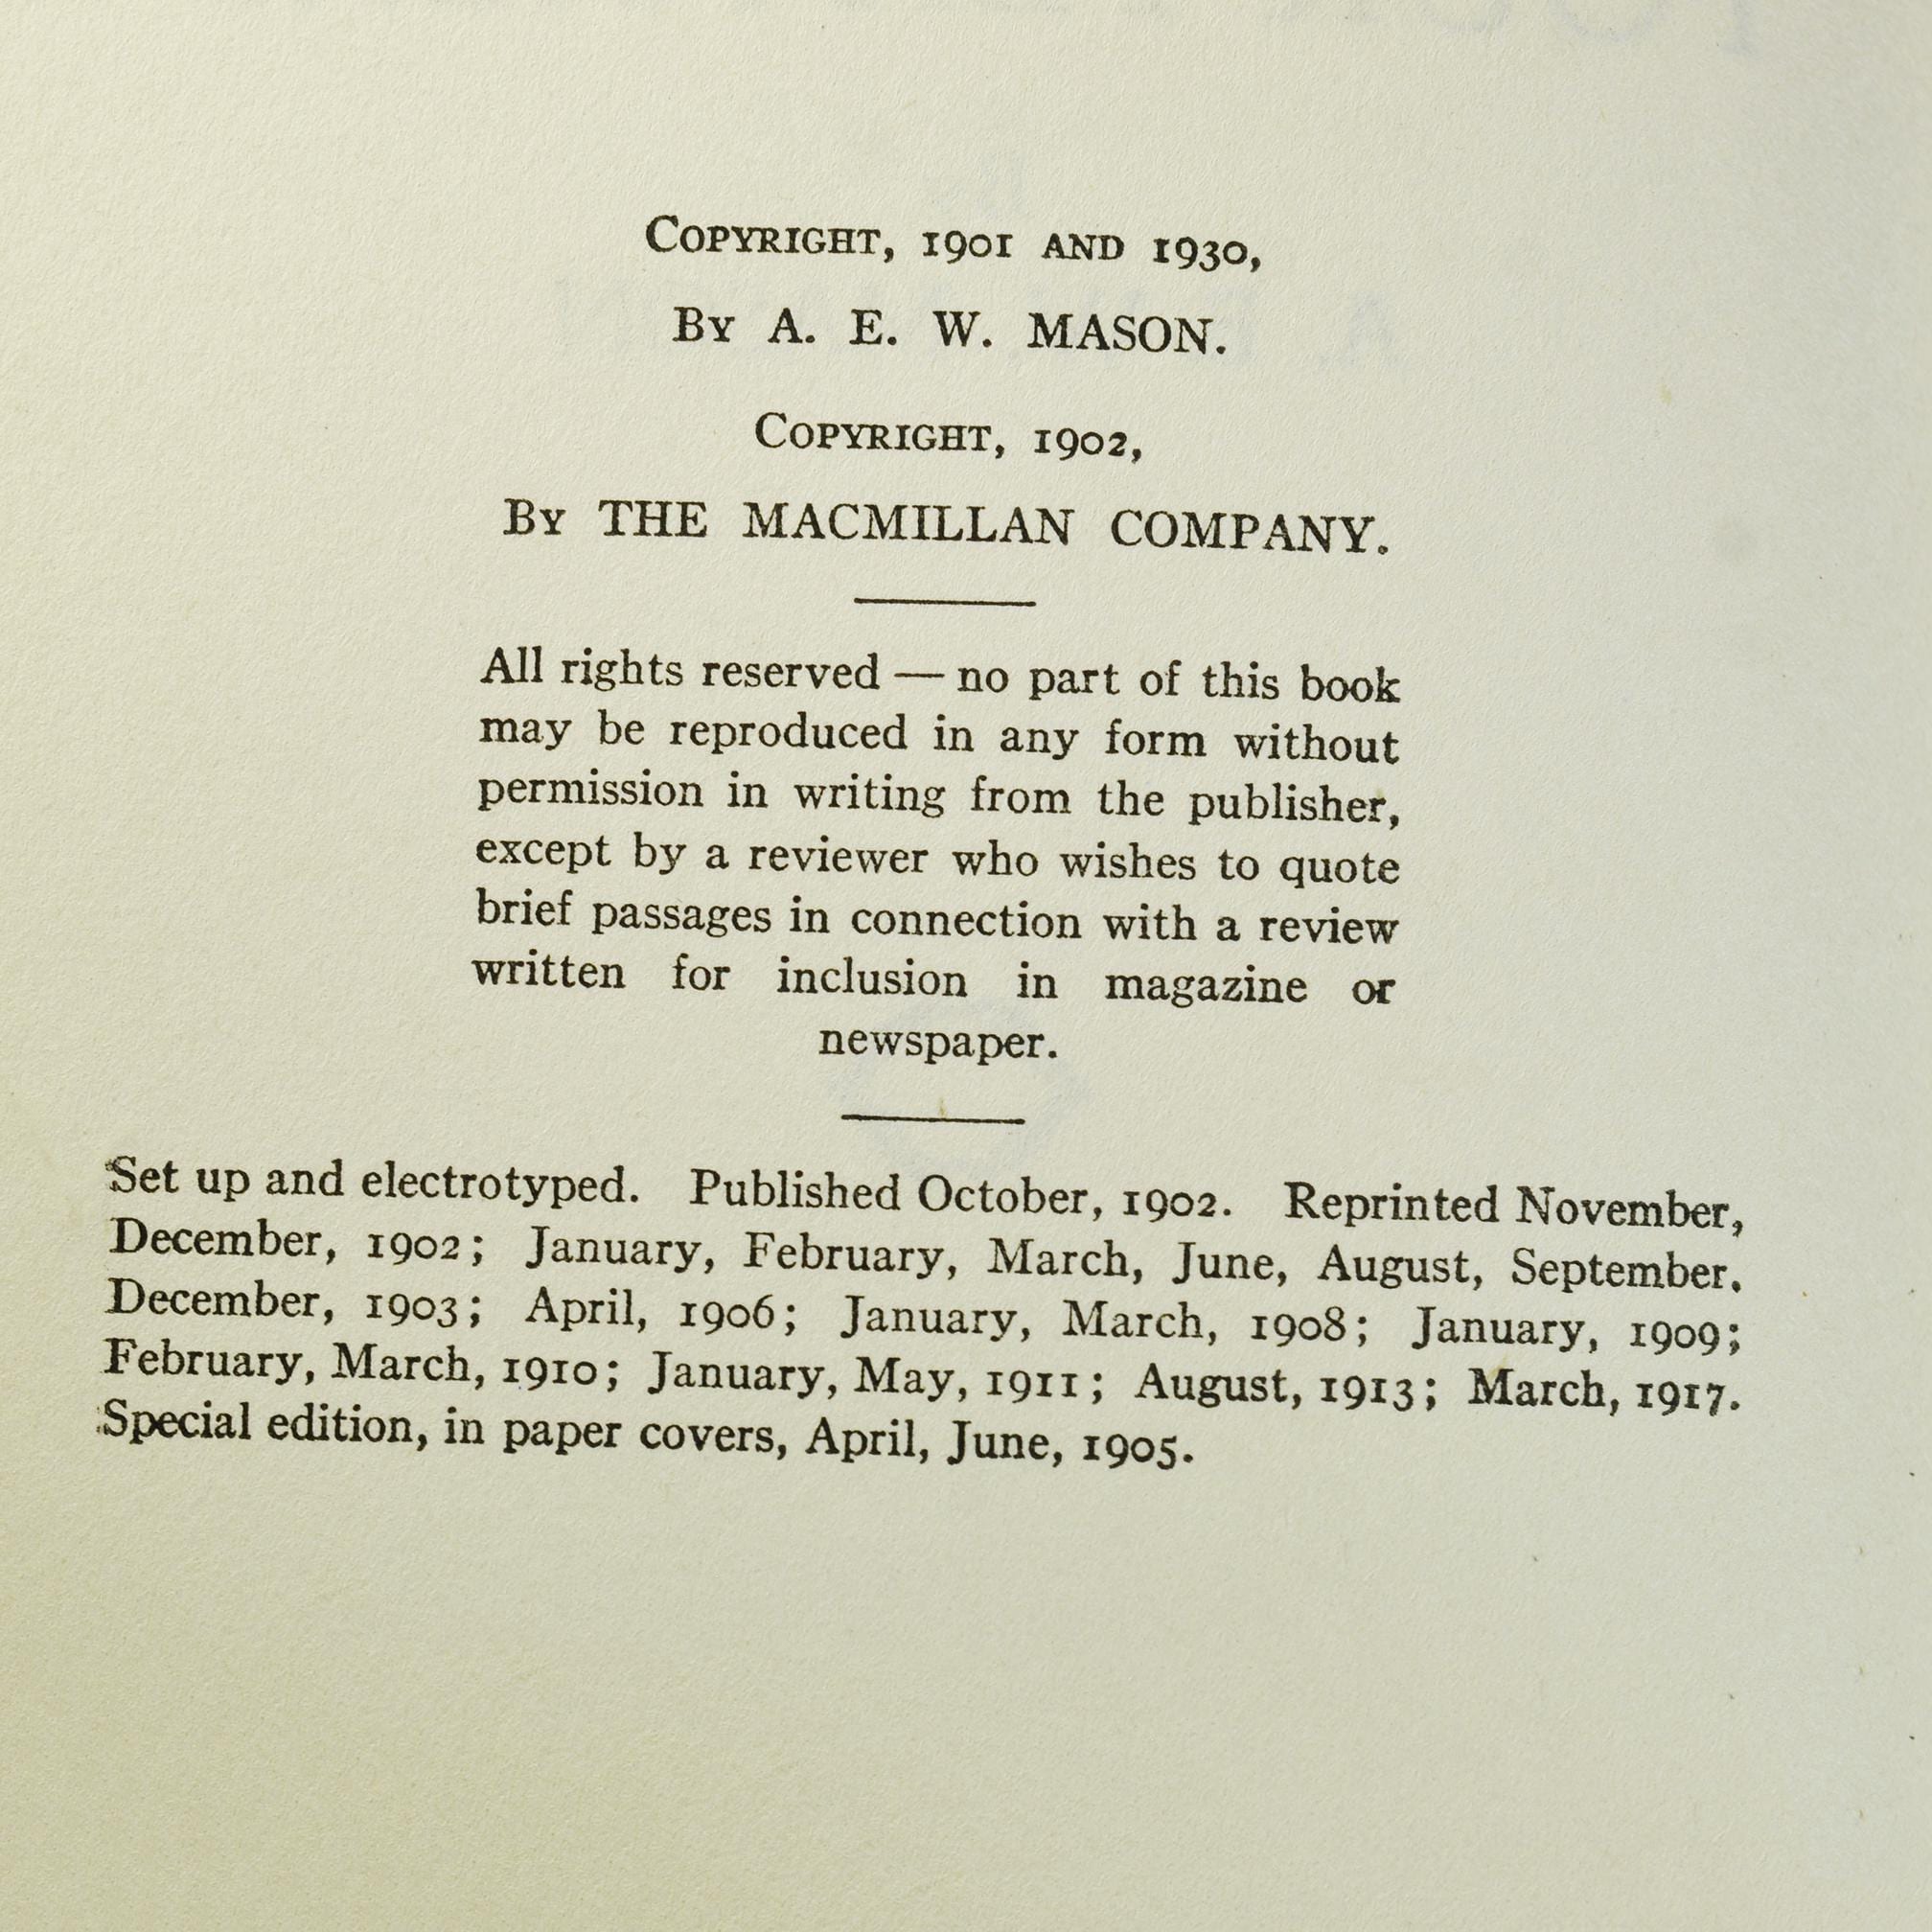 COPYRIGHT, 1901 AND 1930,
BY A. E. W. MASON.
COPYRIGHT, 1902,
BY THE MACMILLAN COMPANY.
All rights reserved — no part of this book
may be reproduced in any form without
permission in writing from the publisher,
except by a reviewer who wishes to quote
brief passages in connection with a review
written for inclusion in magazine or
newspaper.
Set up and electrotyped. Published October, 1902. Reprinted November,
December, 1902; January, February, March, June, August, September,
December, 1903; April, 1906; January, March, 1908; January, 1909;
February, March, 1910; January, May, 1911; August, 1913; March, 1917.
Special edition, in paper covers, April, June, 1905.